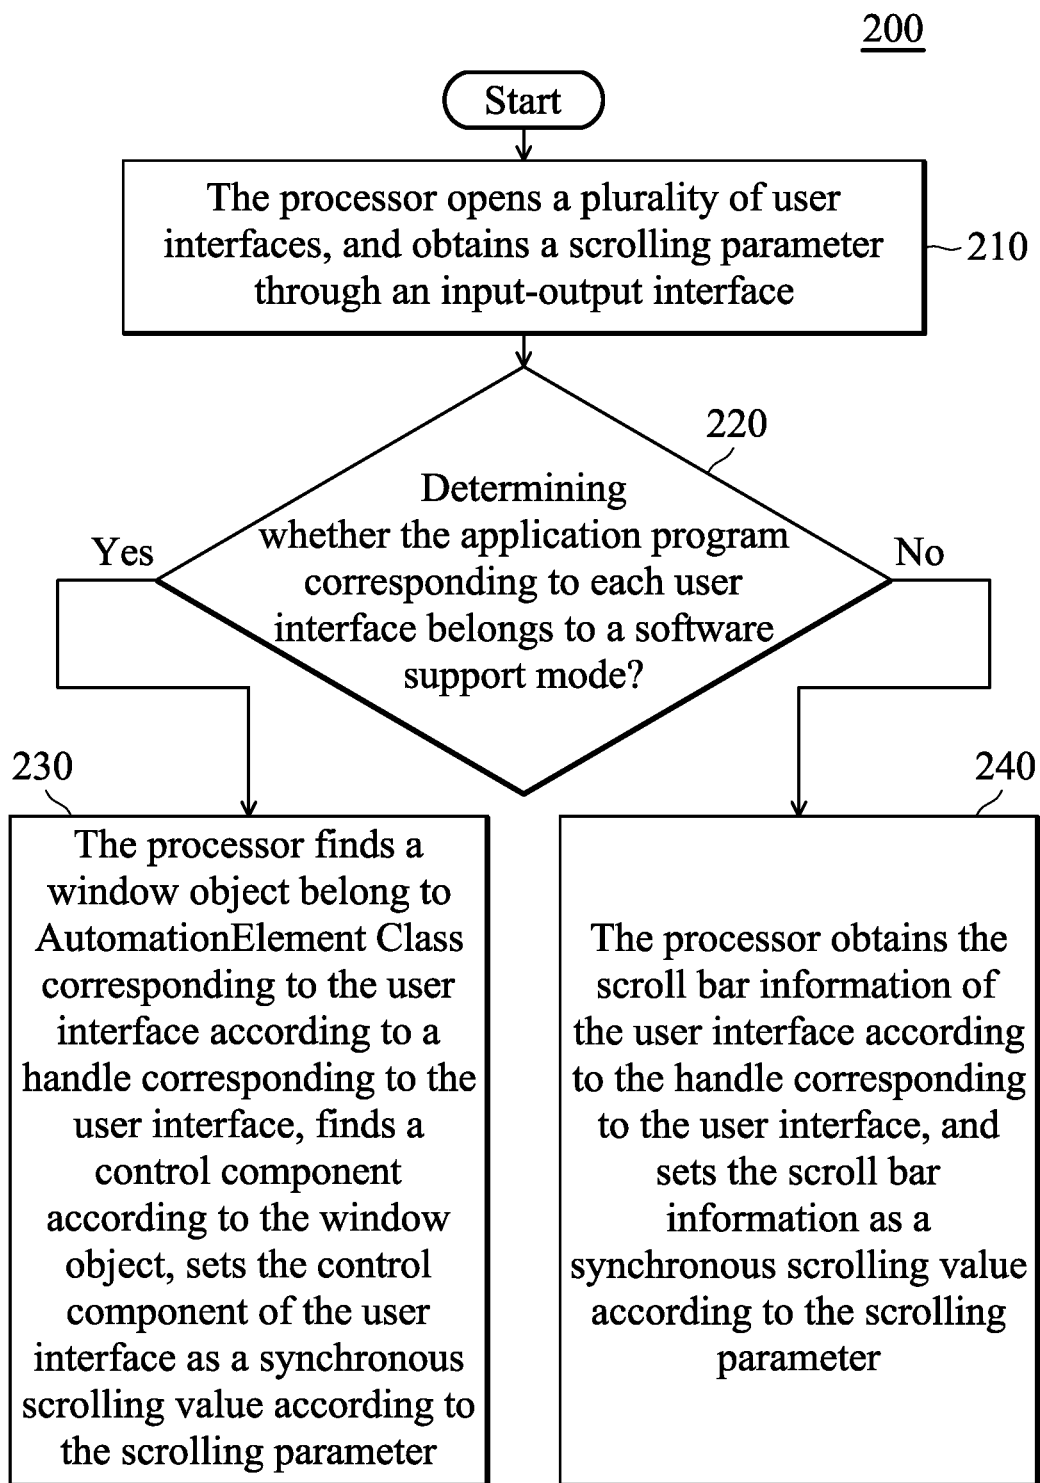 200
Start
The processor opens a plurality of user
interfaces, and obtains a scrolling parameter
through an input-output interface
210
220
Determining
whether the application program
corresponding to each user
interface belongs to a software
support mode?
Yes
No
230
The processor finds a
window object belong to
AutomationElement Class
corresponding to the user
interface according to a
handle corresponding to the
user interface, finds a
control component
according to the window
object, sets the control
component of the user
interface as a synchronous
scrolling value according to
the scrolling parameter
240
The processor obtains the
scroll bar information of
the user interface according
to the handle corresponding
to the user interface, and
sets the scroll bar
information as a
synchronous scrolling value
according to the scrolling
parameter